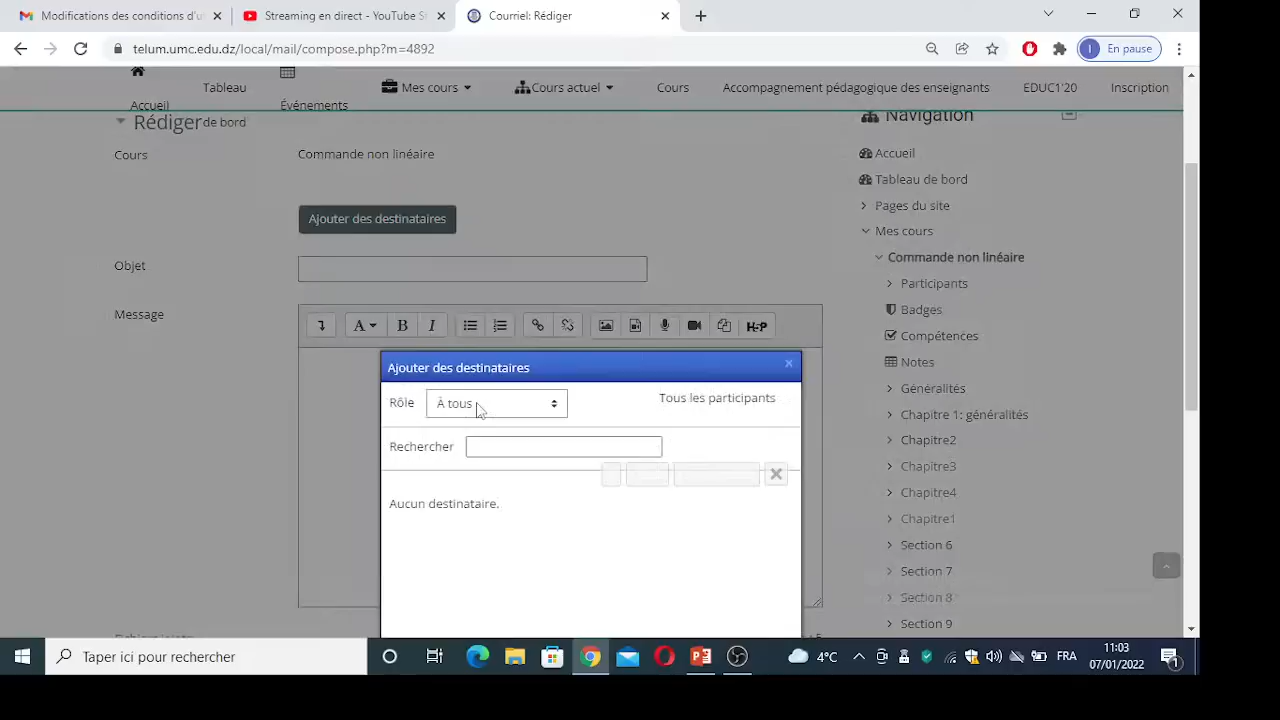 Modifications des conditions d'u
Streaming en direct - YouTube S
Courriel: Rédiger
telum.umc.edu.dz/local/mail/compose.php?m=4892
I
En pause
Accueil
Tableau
de bord
Événements
Mes cours
Cours actuel
Cours
Accompagnement pédagogique des enseignants
EDUC1'20
Inscription
Rédiger
Cours
Commande non linéaire
Ajouter des destinataires
Objet
Message
A
B
I
H-P
Ajouter des destinataires
Rôle
À tous
Tous les participants
Rechercher
Aucun destinataire.
Navigation
Accueil
Tableau de bord
Pages du site
Mes cours
Commande non linéaire
Participants
Badges
Compétences
Notes
Généralités
Chapitre 1: généralités
Chapitre2
Chapitre3
Chapitre4
Chapitre1
Section 6
Section 7
Section 8
Section 9
Taper ici pour rechercher
4°C
FRA
11:03
07/01/2022
1